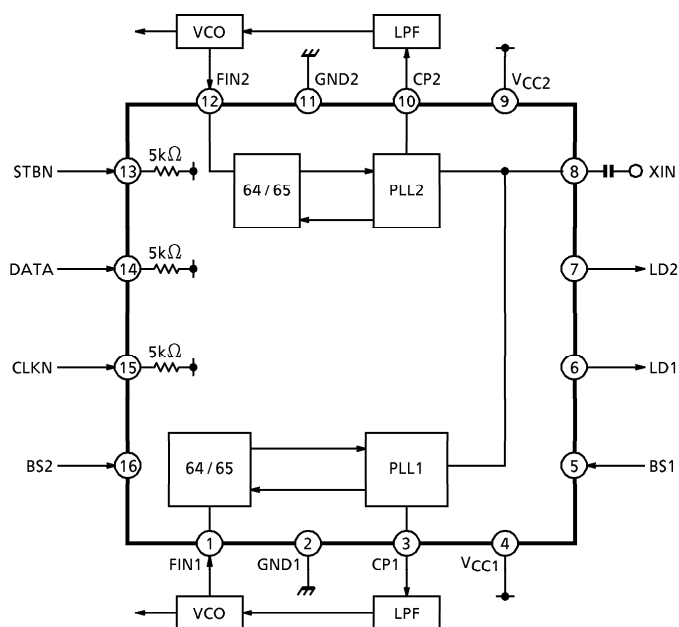 VCO
LPF
FIN2
GND2
CP2
VCC2
12
11
10
9
STBN
13
5kΩ
64/65
PLL2
8
XIN
DATA
14
5kΩ
7
LD2
CLKN
15
5kΩ
6
LD1
BS2
16
64/65
PLL1
5
BS1
1
2
3
4
FIN1
GND1
CP1
VCC1
VCO
LPF